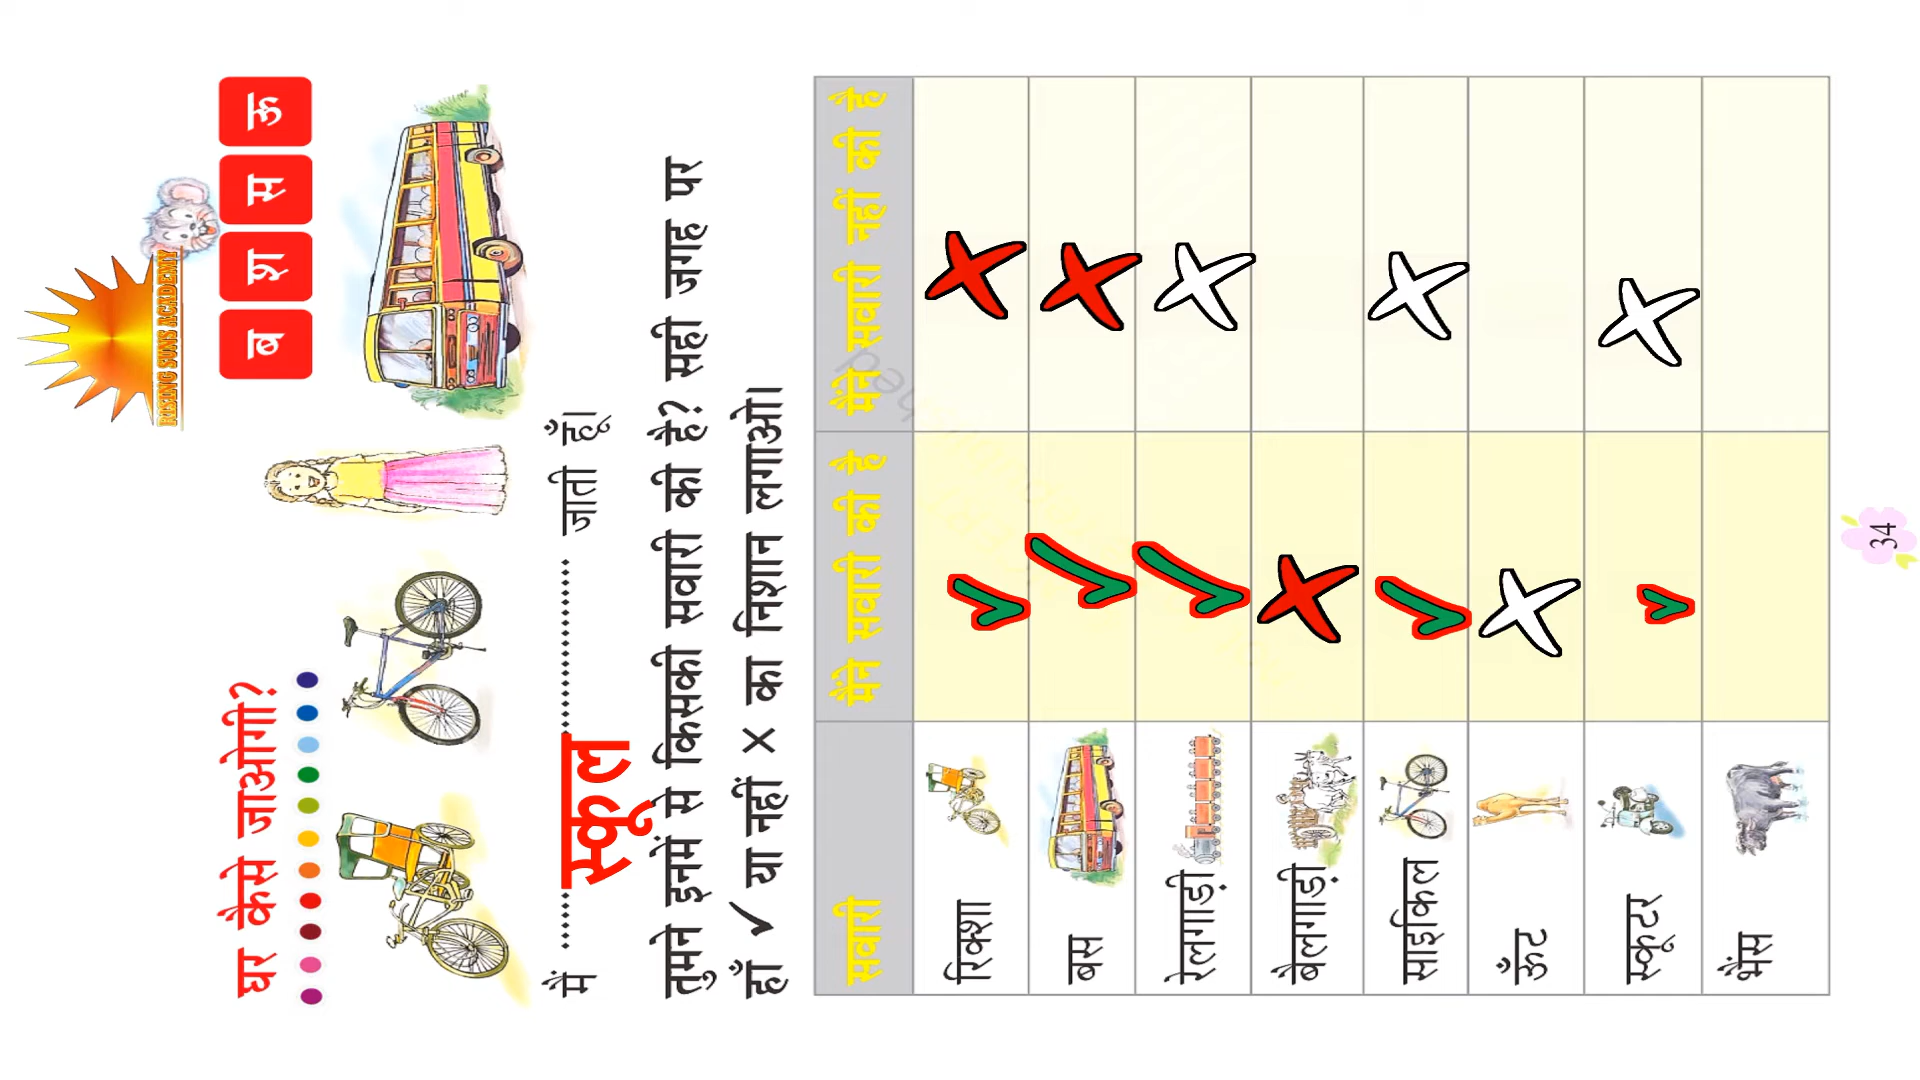 RISING SUNS ACADEMY
ब श स ऊ
घर कैसे जाओगी?
मैं ....... स्कूल ........................ जाती हूँ।
तुमने इनमें से किसकी सवारी की है? सही जगह पर
हाँ ✓ या नहीं × का निशान लगाओ।
सवारी मैंने सवारी की है मैंने सवारी नहीं की है
रिक्शा
बस
रेलगाड़ी
बैलगाड़ी
साइकिल
ऊँट
स्कूटर
भैंस
34